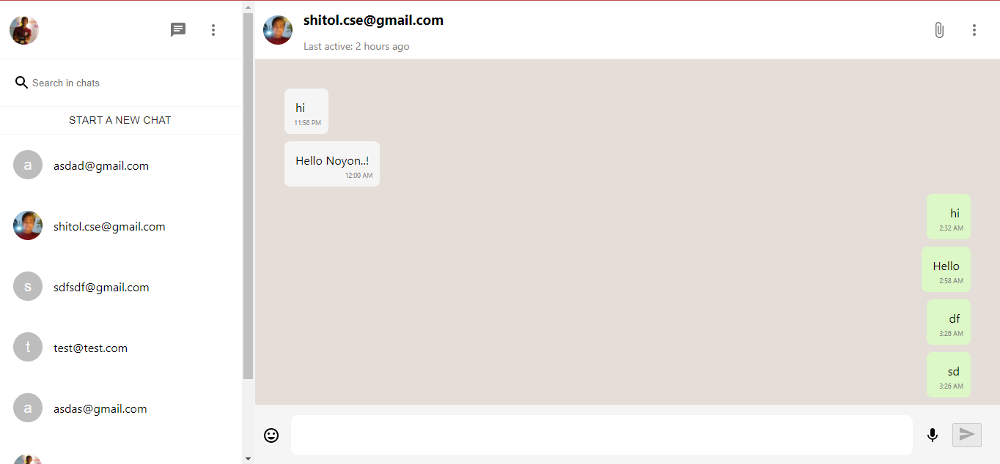 Search in chats
START A NEW CHAT
a
asdad@gmail.com
shitol.cse@gmail.com
s
sdfsdf@gmail.com
t
test@test.com
a
asdas@gmail.com
shitol.cse@gmail.com
Last active: 2 hours ago
hi
11:56 PM
Hello Noyon..!
12:00 AM
hi
2:32 AM
Hello
2:58 AM
df
3:26 AM
sd
3:26 AM